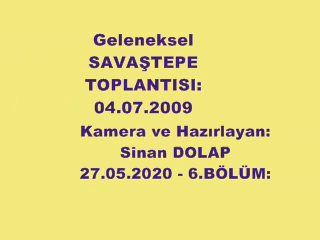 Geleneksel
SAVAŞTEPE
TOPLANTISI:
04.07.2009
Kamera ve Hazırlayan:
Sinan DOLAP
27.05.2020 - 6.BÖLÜM: